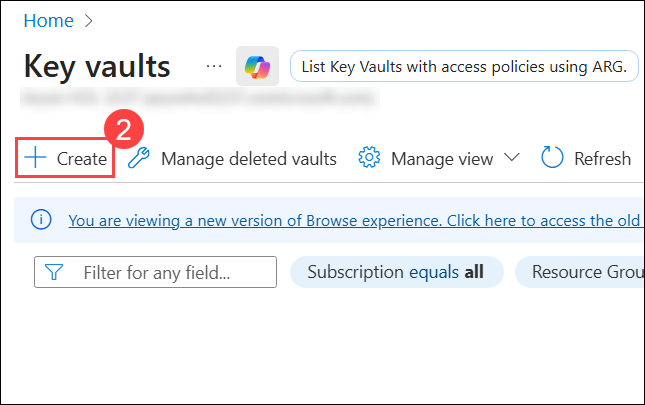 Home >
Key vaults ... List Key Vaults with access policies using ARG.
2
+ Create Manage deleted vaults Manage view Refresh
You are viewing a new version of Browse experience. Click here to access the old
Filter for any field... Subscription equals all Resource Grou